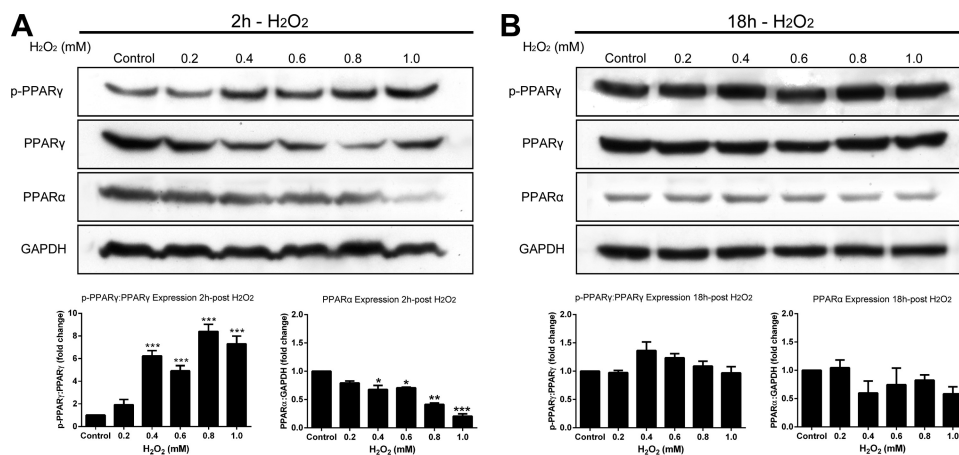 A
2h - H₂O₂
H₂O₂ (mM)
Control 0.2 0.4 0.6 0.8 1.0
p-PPARγ
PPARγ
PPARα
GAPDH
p-PPARγ:PPARγ Expression 2h-post H₂O₂
p-PPARγ:PPARγ (fold change)
10
8
6
4
2
0
*** *** *** ***
Control 0.2 0.4 0.6 0.8 1.0
H₂O₂ (mM)
PPARα Expression 2h-post H₂O₂
PPARα:GAPDH (fold change)
2.0
1.5
1.0
0.5
0.0
* * ** ***
Control 0.2 0.4 0.6 0.8 1.0
H₂O₂ (mM)
B
18h - H₂O₂
H₂O₂ (mM)
Control 0.2 0.4 0.6 0.8 1.0
p-PPARγ
PPARγ
PPARα
GAPDH
p-PPARγ:PPARγ Expression 18h-post H₂O₂
p-PPARγ:PPARγ (fold change)
2.0
1.5
1.0
0.5
0.0
Control 0.2 0.4 0.6 0.8 1.0
H₂O₂ (mM)
PPARα Expression 18h-post H₂O₂
PPARα:GAPDH (fold change)
2.0
1.5
1.0
0.5
0.0
Control 0.2 0.4 0.6 0.8 1.0
H₂O₂ (mM)